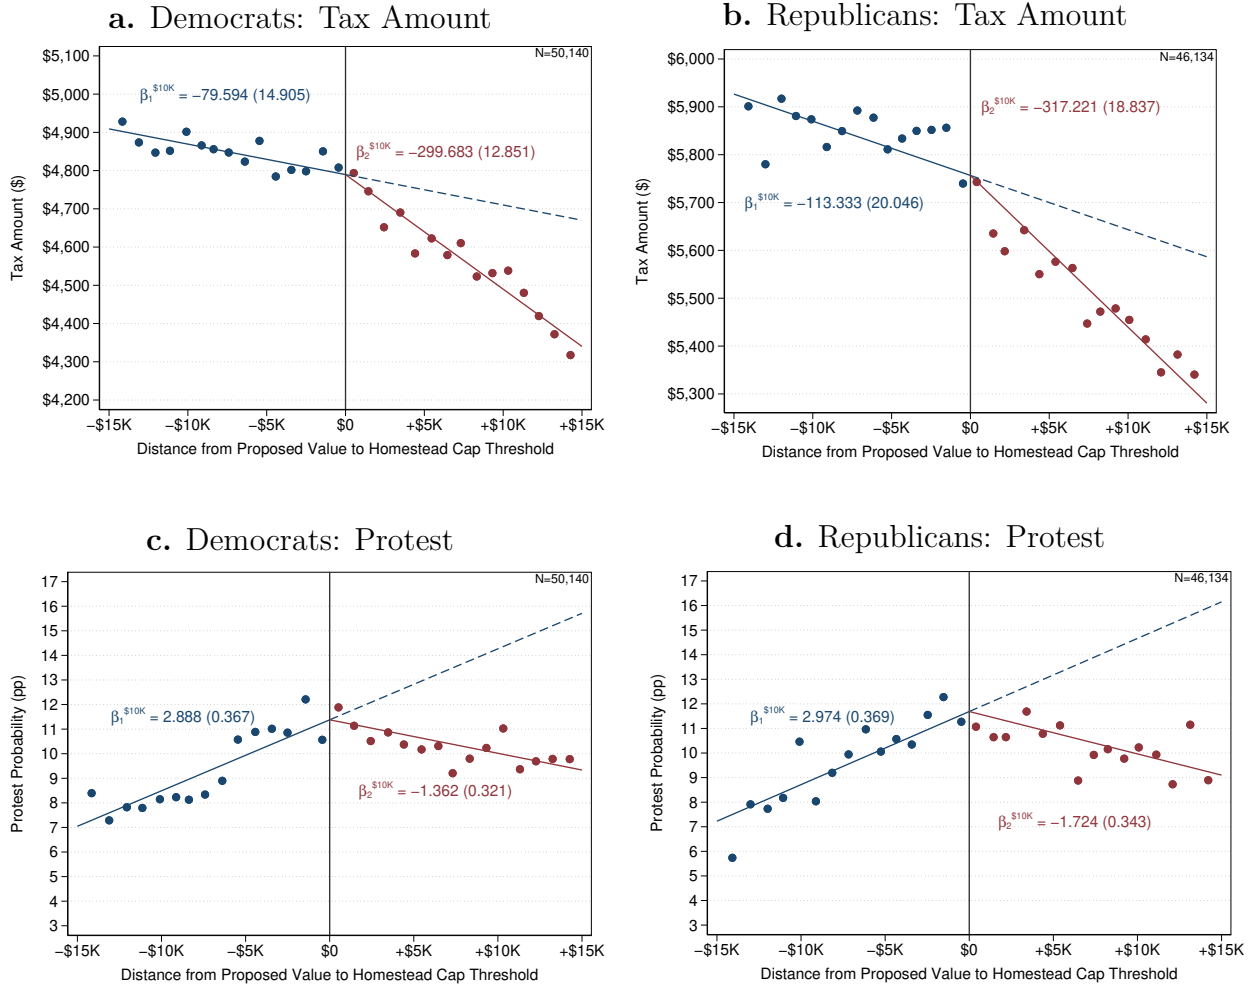 a. Democrats: Tax Amount
N=50,140
β₁^$10K = −79.594 (14.905)
β₂^$10K = −299.683 (12.851)
Tax Amount ($)
$5,100
$5,000
$4,900
$4,800
$4,700
$4,600
$4,500
$4,400
$4,300
$4,200
−$15K −$10K −$5K $0 +$5K +$10K +$15K
Distance from Proposed Value to Homestead Cap Threshold
b. Republicans: Tax Amount
N=46,134
β₂^$10K = −317.221 (18.837)
β₁^$10K = −113.333 (20.046)
Tax Amount ($)
$6,000
$5,900
$5,800
$5,700
$5,600
$5,500
$5,400
$5,300
−$15K −$10K −$5K $0 +$5K +$10K +$15K
Distance from Proposed Value to Homestead Cap Threshold
c. Democrats: Protest
N=50,140
β₁^$10K = 2.888 (0.367)
β₂^$10K = −1.362 (0.321)
Protest Probability (pp)
17
16
15
14
13
12
11
10
9
8
7
6
5
4
3
−$15K −$10K −$5K $0 +$5K +$10K +$15K
Distance from Proposed Value to Homestead Cap Threshold
d. Republicans: Protest
N=46,134
β₁^$10K = 2.974 (0.369)
β₂^$10K = −1.724 (0.343)
Protest Probability (pp)
17
16
15
14
13
12
11
10
9
8
7
6
5
4
3
−$15K −$10K −$5K $0 +$5K +$10K +$15K
Distance from Proposed Value to Homestead Cap Threshold